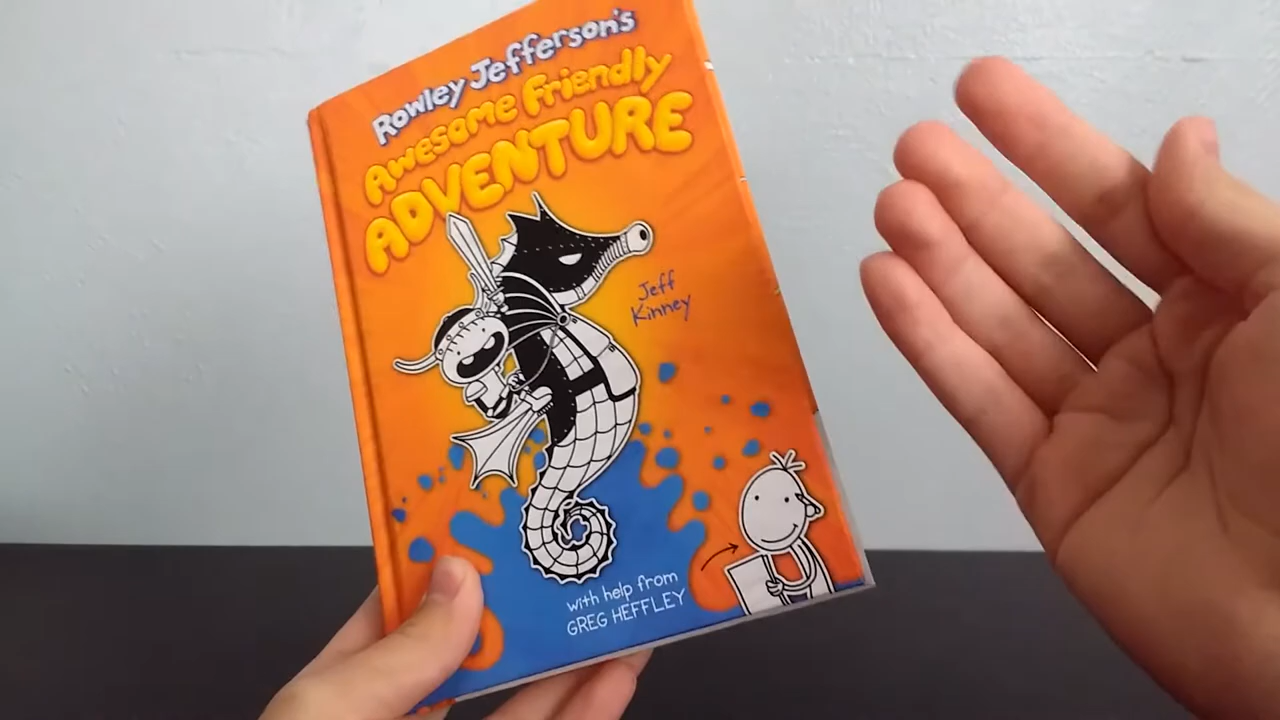 Rowley Jefferson's
Awesome Friendly
ADVENTURE
Jeff
Kinney
with help from
GREG HEFFLEY